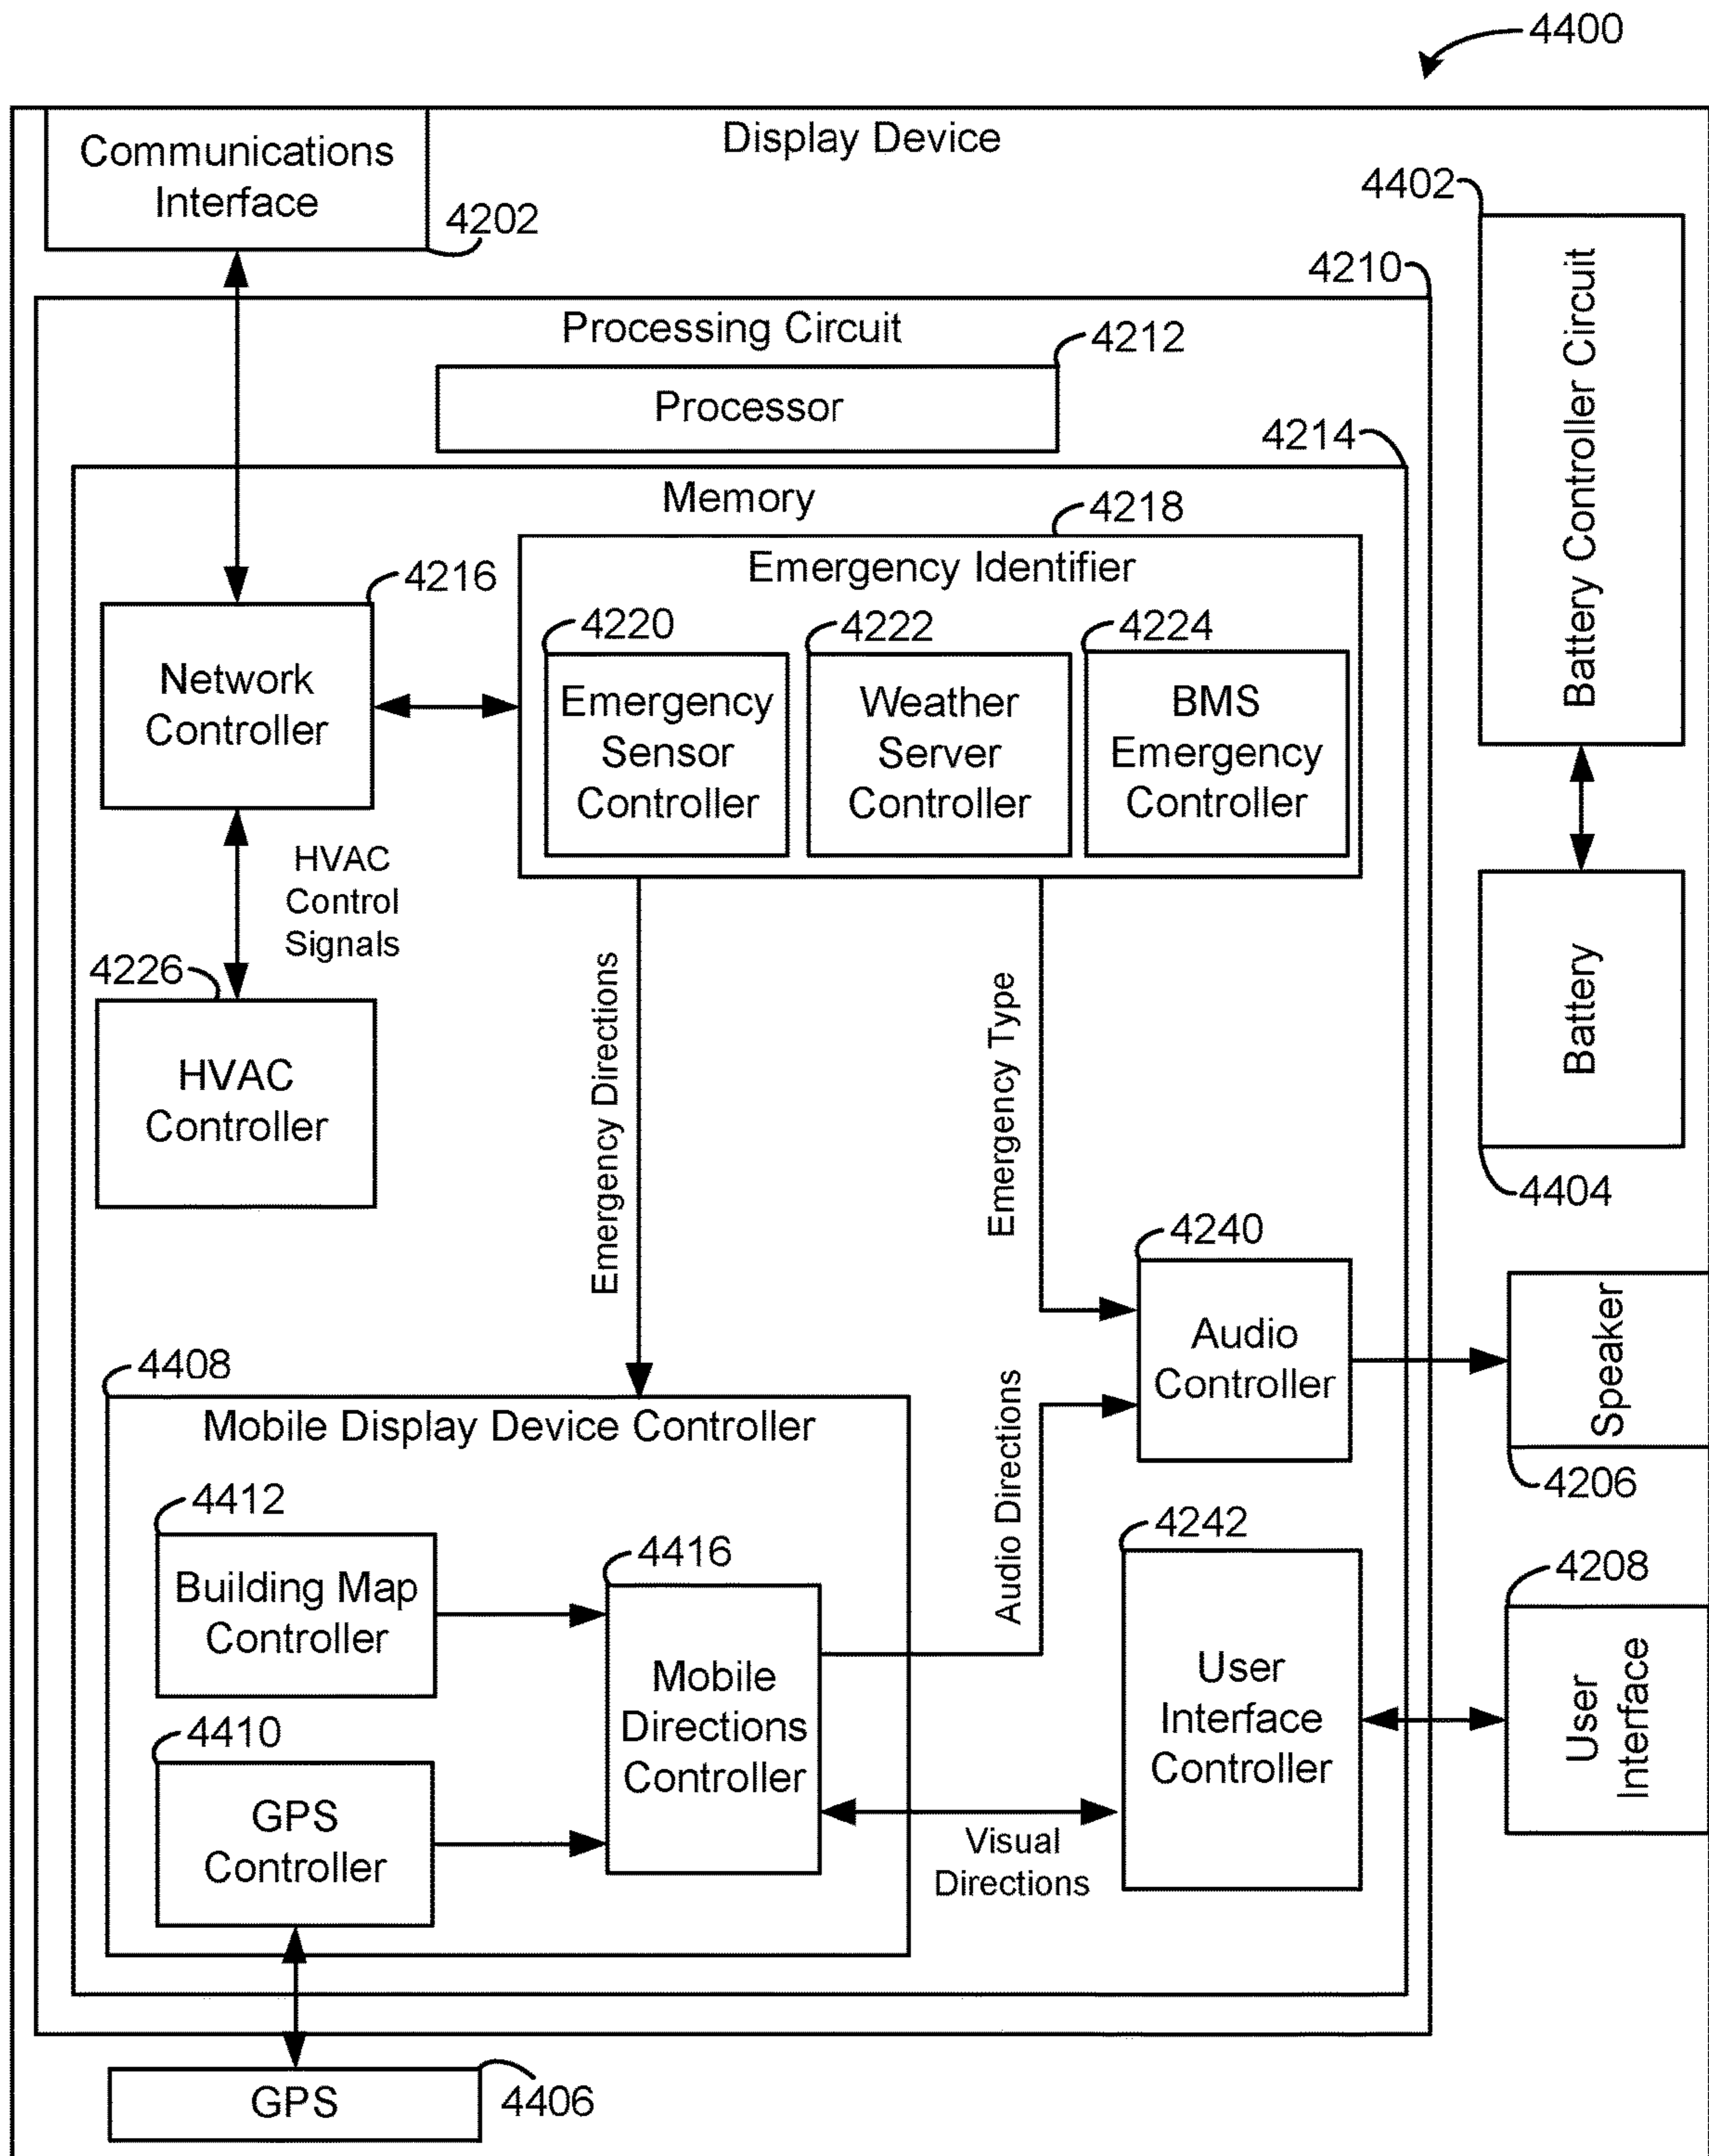 4400
Display Device
Communications
Interface
4202
4402
Battery Controller Circuit
4210
Processing Circuit
4212
Processor
4214
Memory
4218
Emergency Identifier
4216
Network
Controller
4220
Emergency
Sensor
Controller
4222
Weather
Server
Controller
4224
BMS
Emergency
Controller
HVAC
Control
Signals
4226
HVAC
Controller
Emergency Directions
Emergency Type
Battery
4404
4240
Audio
Controller
Speaker
4206
4408
Mobile Display Device Controller
Audio Directions
4412
Building Map
Controller
4416
Mobile
Directions
Controller
4242
User
Interface
Controller
4208
User
Interface
4410
GPS
Controller
Visual
Directions
GPS
4406